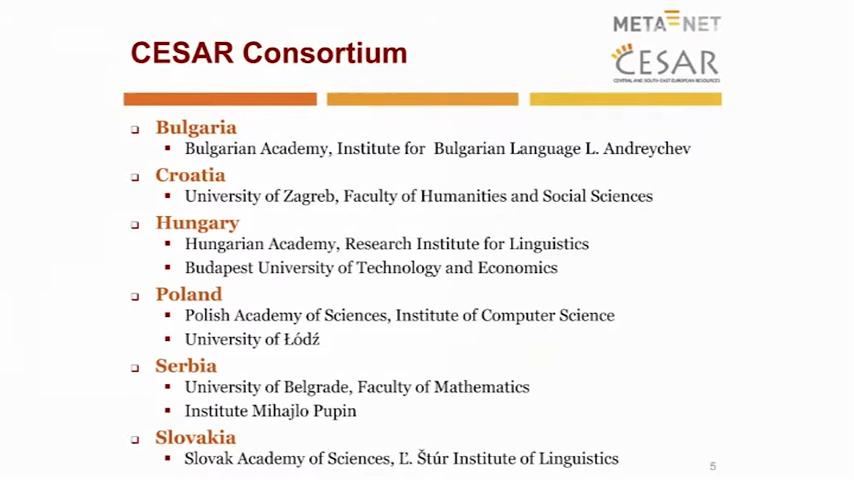 META NET
CESAR
CENTRAL AND SOUTH-EAST EUROPEAN RESOURCES
CESAR Consortium
Bulgaria
Bulgarian Academy, Institute for Bulgarian Language L. Andreychev
Croatia
University of Zagreb, Faculty of Humanities and Social Sciences
Hungary
Hungarian Academy, Research Institute for Linguistics
Budapest University of Technology and Economics
Poland
Polish Academy of Sciences, Institute of Computer Science
University of Łódź
Serbia
University of Belgrade, Faculty of Mathematics
Institute Mihajlo Pupin
Slovakia
Slovak Academy of Sciences, Ľ. Štúr Institute of Linguistics
5